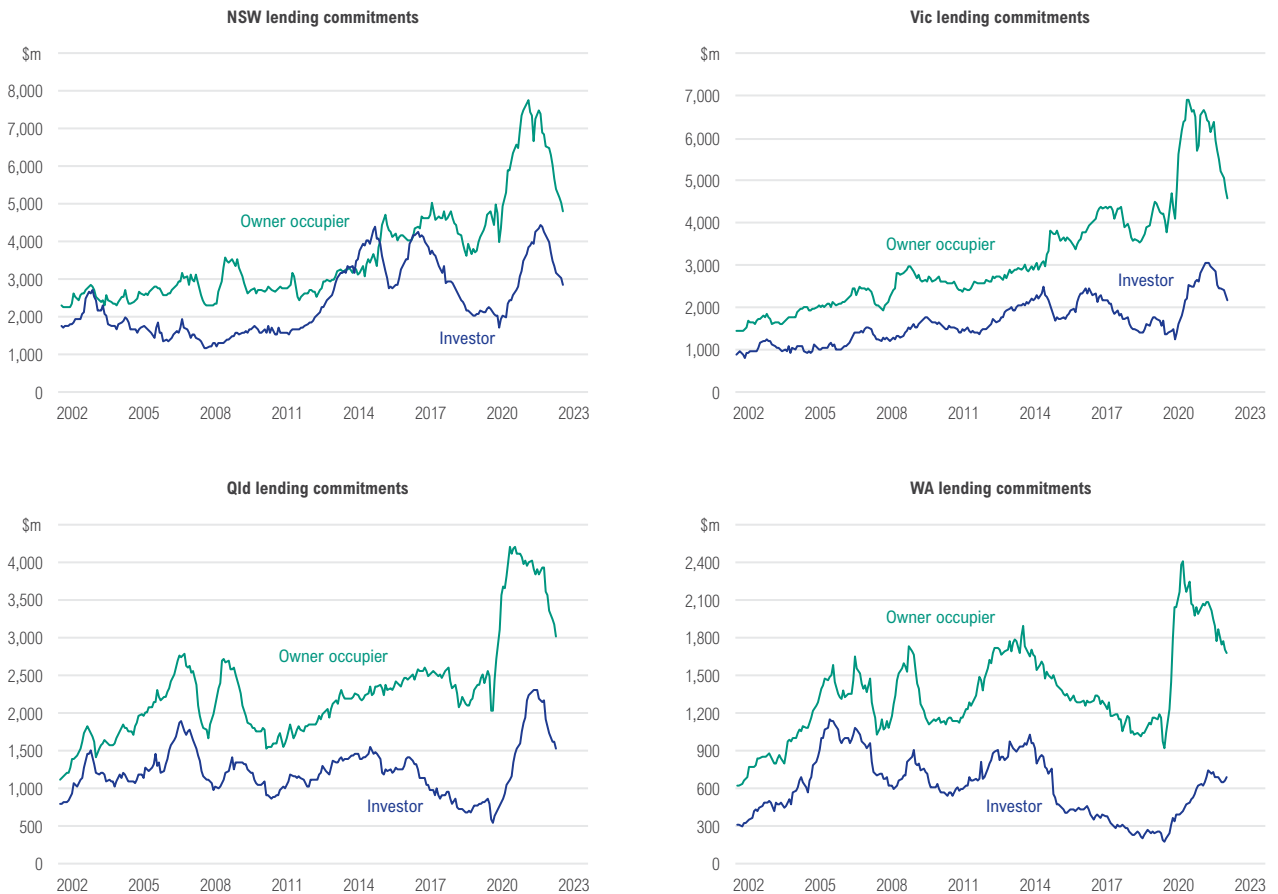 NSW lending commitments
$m
8,000
7,000
6,000
5,000
4,000
3,000
2,000
1,000
0
Owner occupier
Investor
2002 2005 2008 2011 2014 2017 2020 2023
Vic lending commitments
$m
7,000
6,000
5,000
4,000
3,000
2,000
1,000
0
Owner occupier
Investor
2002 2005 2008 2011 2014 2017 2020 2023
Qld lending commitments
$m
4,000
3,500
3,000
2,500
2,000
1,500
1,000
500
0
Owner occupier
Investor
2002 2005 2008 2011 2014 2017 2020 2023
WA lending commitments
$m
2,400
2,100
1,800
1,500
1,200
900
600
300
0
Owner occupier
Investor
2002 2005 2008 2011 2014 2017 2020 2023